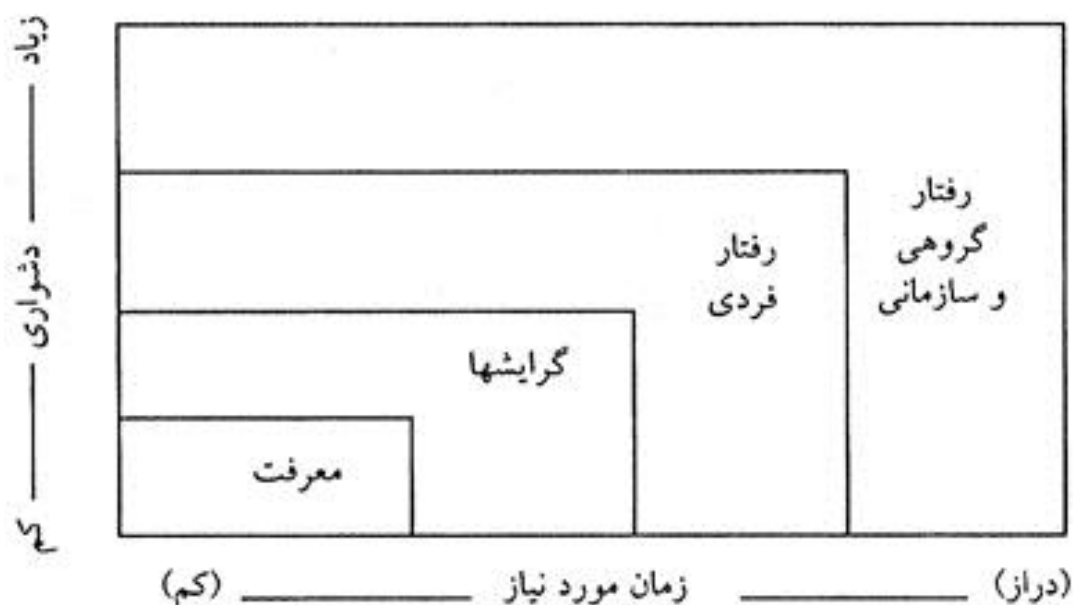 زیاد
دشواری
کم
رفتار
گروهی
و سازمانی
رفتار
فردی
گرایشها
معرفت
(کم) زمان مورد نیاز (دراز)